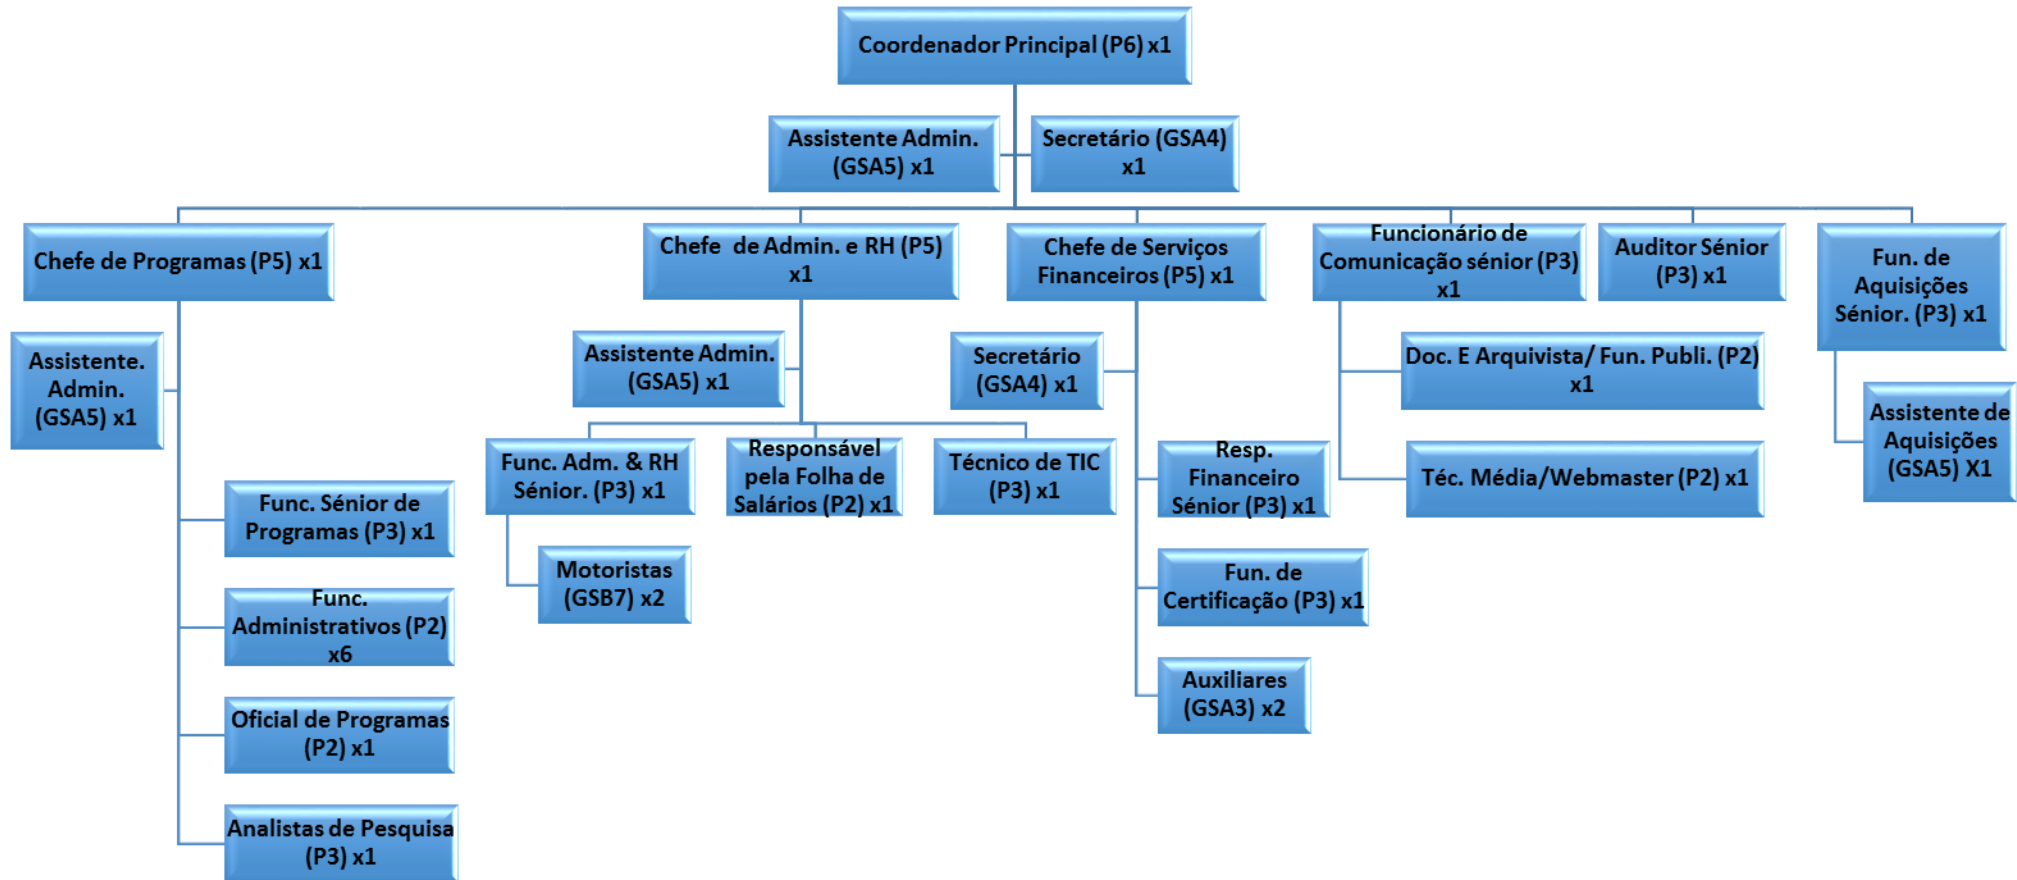 Coordenador Principal (P6) x1
Assistente Admin.
(GSA5) x1
Secretário (GSA4)
x1
Chefe de Programas (P5) x1
Chefe de Admin. e RH (P5)
x1
Chefe de Serviços
Financeiros (P5) x1
Funcionário de
Comunicação sénior (P3)
x1
Auditor Sénior
(P3) x1
Fun. de
Aquisições
Sénior. (P3) x1
Assistente.
Admin.
(GSA5) x1
Assistente Admin.
(GSA5) x1
Secretário
(GSA4) x1
Doc. E Arquivista/ Fun. Publi. (P2)
x1
Assistente de
Aquisições
(GSA5) X1
Func. Adm. & RH
Sénior. (P3) x1
Responsável
pela Folha de
Salários (P2) x1
Técnico de TIC
(P3) x1
Resp.
Financeiro
Sénior (P3) x1
Téc. Média/Webmaster (P2) x1
Func. Sénior de
Programas (P3) x1
Motoristas
(GSB7) x2
Fun. de
Certificação (P3) x1
Func.
Administrativos (P2)
x6
Auxiliares
(GSA3) x2
Oficial de Programas
(P2) x1
Analistas de Pesquisa
(P3) x1